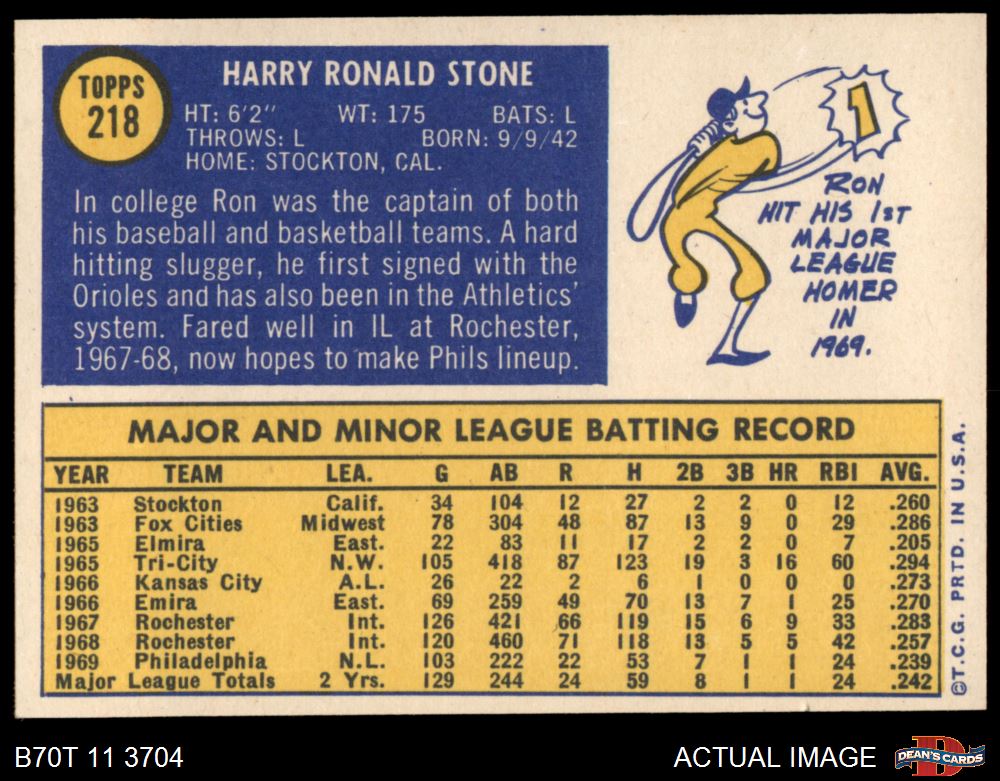 TOPPS
218
HARRY RONALD STONE
HT: 6'2" WT: 175 BATS: L
THROWS: L BORN: 9/9/42
HOME: STOCKTON, CAL.
In college Ron was the captain of both
his baseball and basketball teams. A hard
hitting slugger, he first signed with the
Orioles and has also been in the Athletics'
system. Fared well in IL at Rochester,
1967-68, now hopes to make Phils lineup.
1
RON
HIT HIS 1ST
MAJOR
LEAGUE
HOMER
IN
1969.
MAJOR AND MINOR LEAGUE BATTING RECORD
YEAR TEAM LEA. G AB R H 2B 3B HR RBI AVG.
1963 Stockton Calif. 34 104 12 27 2 2 0 12 .260
1963 Fox Cities Midwest 78 304 48 87 13 9 0 29 .286
1965 Elmira East. 22 83 11 17 2 2 0 7 .205
1965 Tri-City N.W. 105 418 87 123 19 3 16 60 .294
1966 Kansas City A.L. 26 22 2 6 1 0 0 0 .273
1966 Emira East. 69 259 49 70 13 7 1 25 .270
1967 Rochester Int. 126 421 66 119 15 6 9 33 .283
1968 Rochester Int. 120 460 71 118 13 5 5 42 .257
1969 Philadelphia N.L. 103 222 22 53 7 1 1 24 .239
Major League Totals 2 Yrs. 129 244 24 59 8 1 1 24 .242
©T.C.G. PRTD. IN U.S.A.
B70T 11 3704 ACTUAL IMAGE
D
DEAN'S CARDS